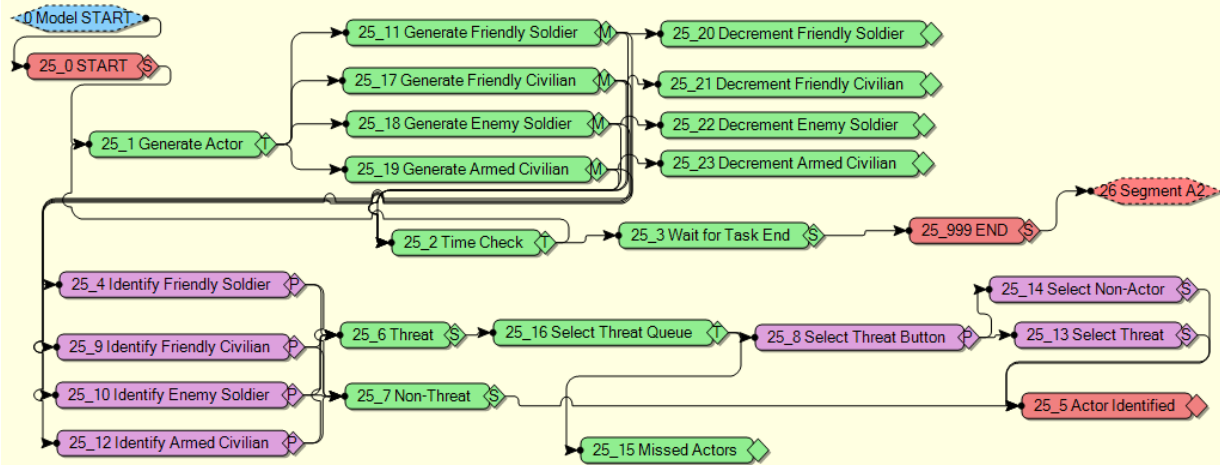 0 Model START
25_0 START S
25_1 Generate Actor T
25_11 Generate Friendly Soldier M
25_17 Generate Friendly Civilian M
25_18 Generate Enemy Soldier M
25_19 Generate Armed Civilian M
25_20 Decrement Friendly Soldier
25_21 Decrement Friendly Civilian
25_22 Decrement Enemy Soldier
25_23 Decrement Armed Civilian
25_2 Time Check T
25_3 Wait for Task End S
25_999 END S
26 Segment A2
25_4 Identify Friendly Soldier P
25_9 Identify Friendly Civilian P
25_10 Identify Enemy Soldier P
25_12 Identify Armed Civilian P
25_6 Threat S
25_7 Non-Threat S
25_16 Select Threat Queue T
25_15 Missed Actors
25_8 Select Threat Button P
25_14 Select Non-Actor S
25_13 Select Threat S
25_5 Actor Identified